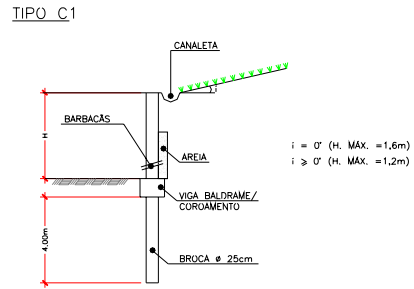 TIPO C1
CANALETA
i
H
BARBACÃS
AREIA
i = 0° (H. MÁX. =1,6m)
i ⩾ 0° (H. MÁX. =1,2m)
VIGA BALDRAME/
COROAMENTO
4.00m
BROCA ø 25cm